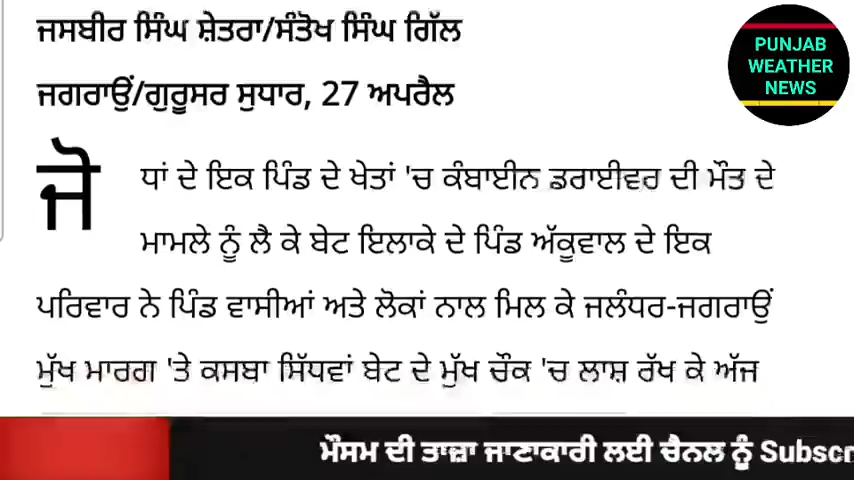 ਜਸਬੀਰ ਸਿੰਘ ਸ਼ੇਤਰਾ/ਸੰਤੋਖ ਸਿੰਘ ਗਿੱਲ
ਜਗਰਾਉਂ/ਗੁਰੂਸਰ ਸੁਧਾਰ, 27 ਅਪਰੈਲ
PUNJAB
WEATHER
NEWS
ਜੋਧਾਂ ਦੇ ਇਕ ਪਿੰਡ ਦੇ ਖੇਤਾਂ 'ਚ ਕੰਬਾਈਨ ਡਰਾਈਵਰ ਦੀ ਮੌਤ ਦੇ
ਮਾਮਲੇ ਨੂੰ ਲੈ ਕੇ ਬੇਟ ਇਲਾਕੇ ਦੇ ਪਿੰਡ ਅੱਕੂਵਾਲ ਦੇ ਇਕ
ਪਰਿਵਾਰ ਨੇ ਪਿੰਡ ਵਾਸੀਆਂ ਅਤੇ ਲੋਕਾਂ ਨਾਲ ਮਿਲ ਕੇ ਜਲੰਧਰ-ਜਗਰਾਉਂ
ਮੁੱਖ ਮਾਰਗ 'ਤੇ ਕਸਬਾ ਸਿੱਧਵਾਂ ਬੇਟ ਦੇ ਮੁੱਖ ਚੌਕ 'ਚ ਲਾਸ਼ ਰੱਖ ਕੇ ਅੱਜ
ਮੌਸਮ ਦੀ ਤਾਜ਼ਾ ਜਾਣਾਕਾਰੀ ਲਈ ਚੈਨਲ ਨੂੰ Subscr